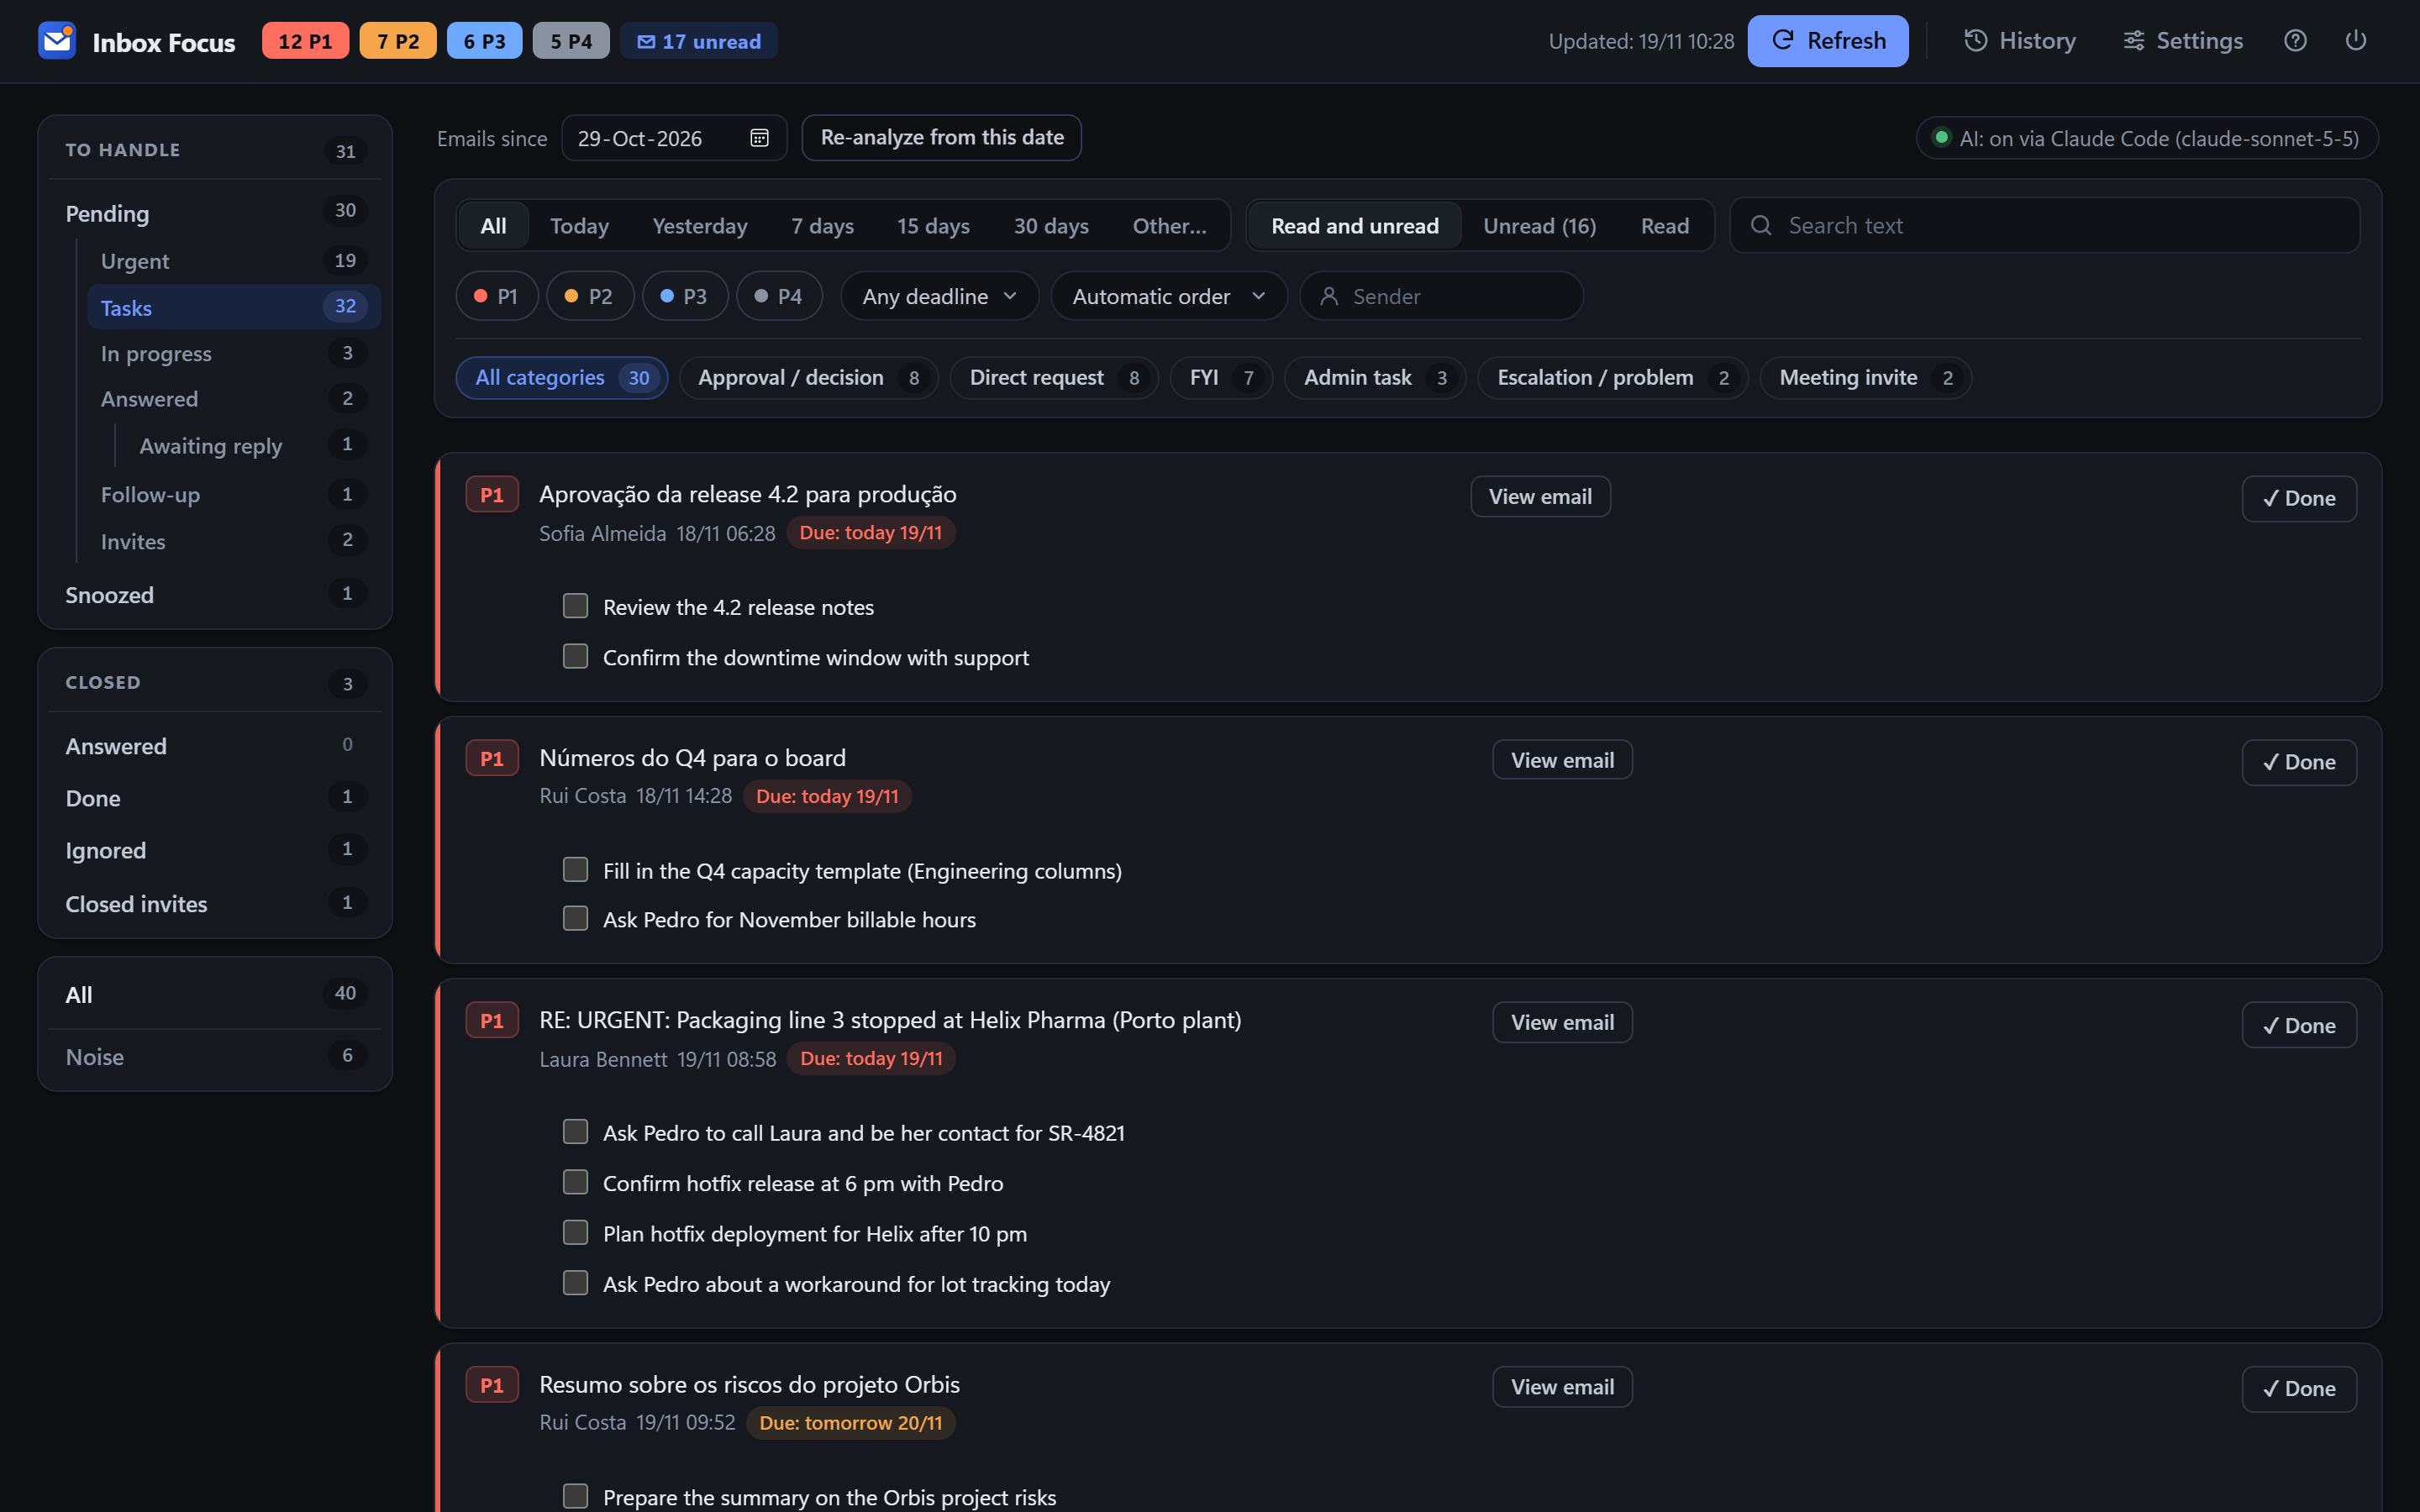 Inbox Focus 12 P1 7 P2 6 P3 5 P4 17 unread Updated: 19/11 10:28 Refresh History Settings
TO HANDLE 31
Pending 30
Urgent 19
Tasks 32
In progress 3
Answered 2
Awaiting reply 1
Follow-up 1
Invites 2
Snoozed 1
CLOSED 3
Answered 0
Done 1
Ignored 1
Closed invites 1
All 40
Noise 6
Emails since 29-Oct-2026 Re-analyze from this date AI: on via Claude Code (claude-sonnet-5-5)
All Today Yesterday 7 days 15 days 30 days Other... Read and unread Unread (16) Read Search text
P1 P2 P3 P4 Any deadline Automatic order Sender
All categories 30 Approval / decision 8 Direct request 8 FYI 7 Admin task 3 Escalation / problem 2 Meeting invite 2
P1 Aprovação da release 4.2 para produção View email ✓ Done
Sofia Almeida 18/11 06:28 Due: today 19/11
Review the 4.2 release notes
Confirm the downtime window with support
P1 Números do Q4 para o board View email ✓ Done
Rui Costa 18/11 14:28 Due: today 19/11
Fill in the Q4 capacity template (Engineering columns)
Ask Pedro for November billable hours
P1 RE: URGENT: Packaging line 3 stopped at Helix Pharma (Porto plant) View email ✓ Done
Laura Bennett 19/11 08:58 Due: today 19/11
Ask Pedro to call Laura and be her contact for SR-4821
Confirm hotfix release at 6 pm with Pedro
Plan hotfix deployment for Helix after 10 pm
Ask Pedro about a workaround for lot tracking today
P1 Resumo sobre os riscos do projeto Orbis View email ✓ Done
Rui Costa 19/11 09:52 Due: tomorrow 20/11
Prepare the summary on the Orbis project risks